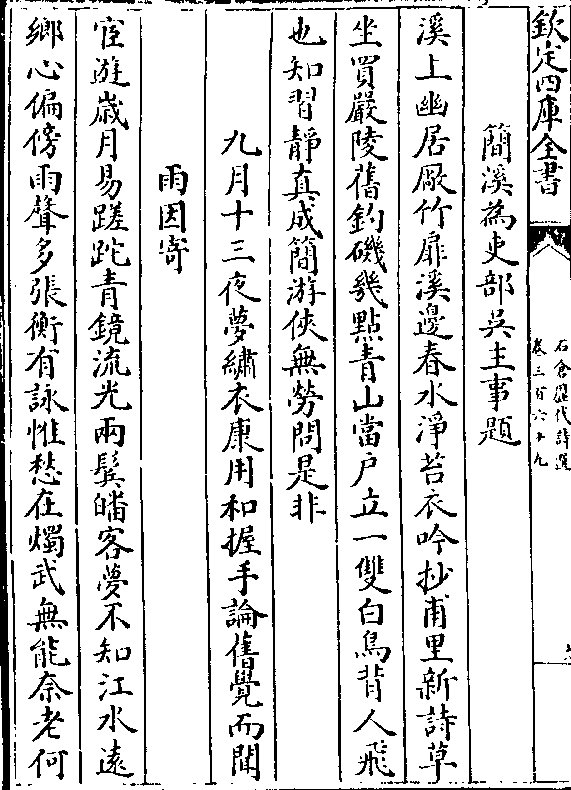 欽定四庫全書
石倉歷代詩選
卷三百六十九
簡溪為吏部吳主事題
溪上幽居厰竹扉溪邊春水淨苔衣吟抄甫里新詩草
坐買嚴陵舊釣磯幾點青山當户立一雙白鳥背人飛
也知習靜真成簡游俠無勞問是非
九月十三夜夢繡衣康用和握手論舊覺而聞
雨因寄
宦遊歲月易蹉跎青鏡流光兩鬢皤客夢不知江水遠
鄉心偏傍雨聲多張衡有詠惟愁在燭武無能奈老何